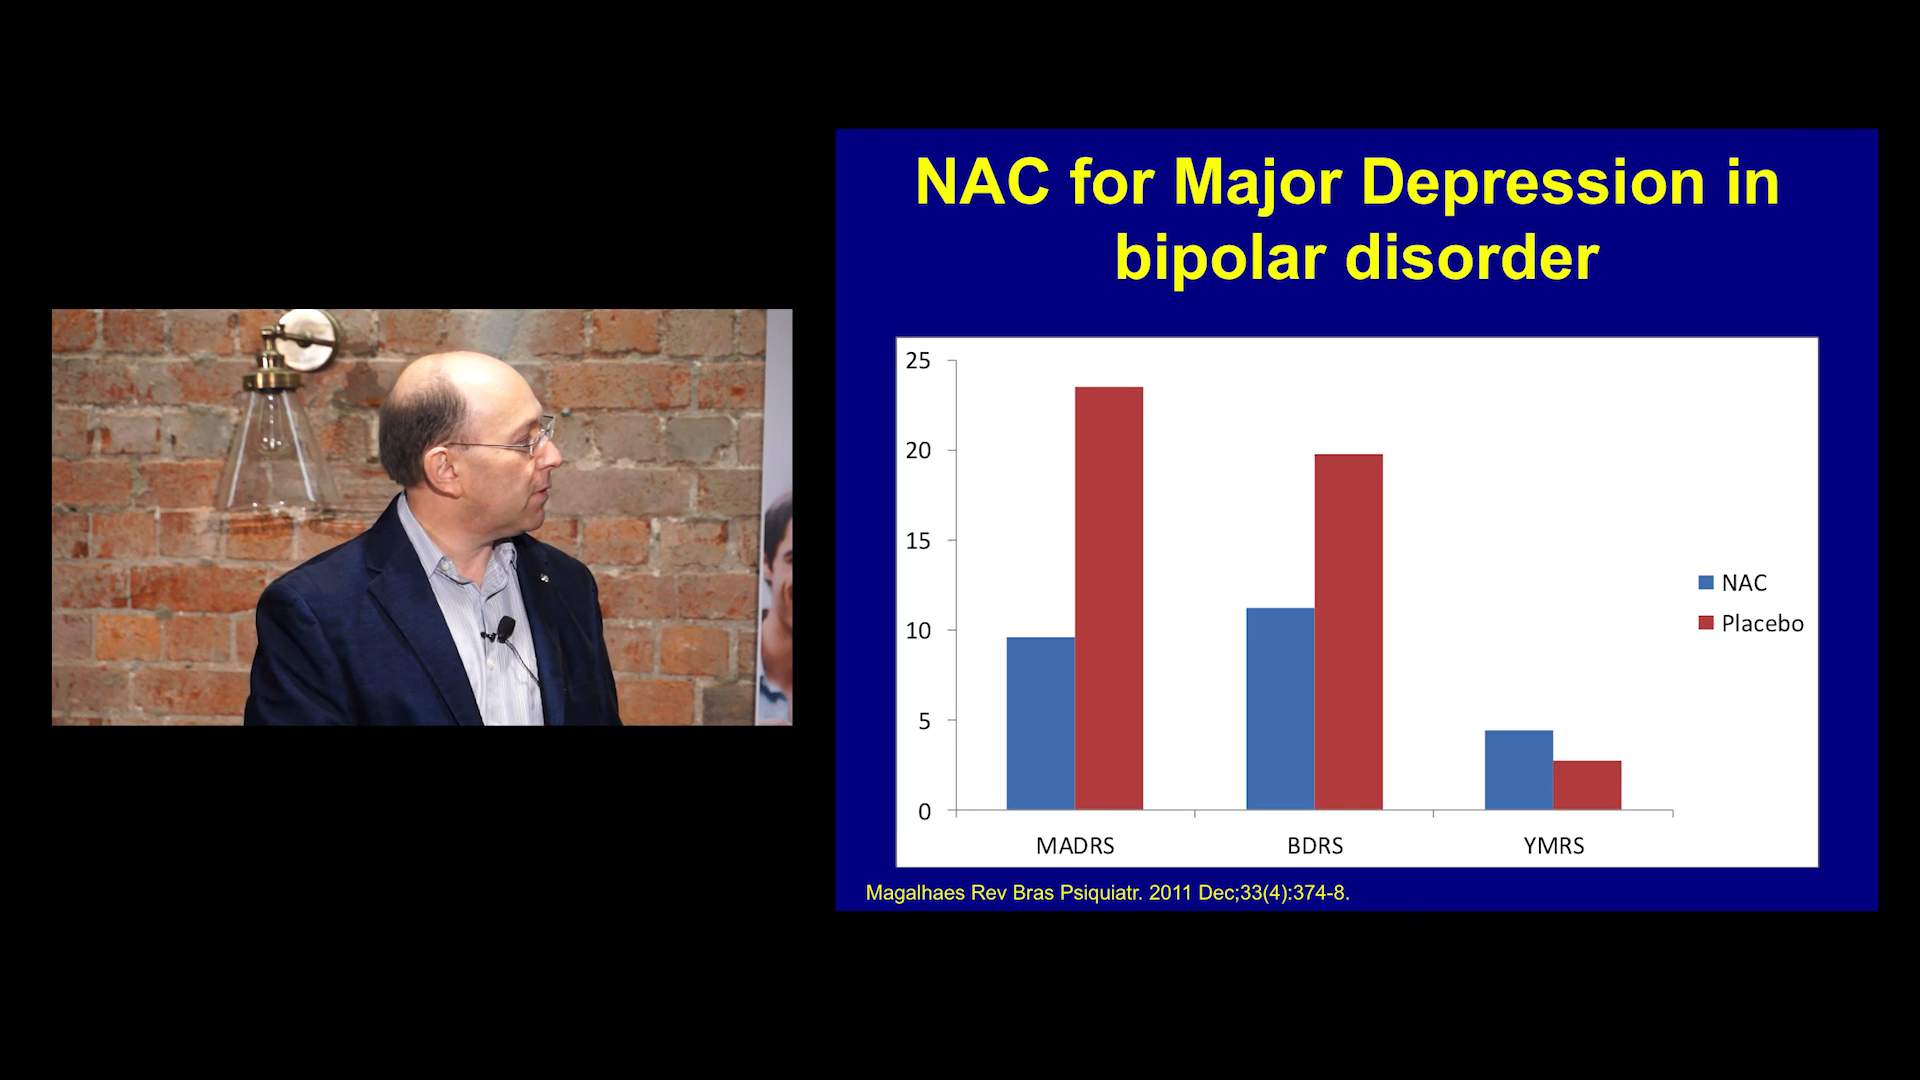 NAC for Major Depression in
bipolar disorder
25
20
15
10
5
0
MADRS
BDRS
YMRS
NAC
Placebo
Magalhaes Rev Bras Psiquiatr. 2011 Dec;33(4):374-8.